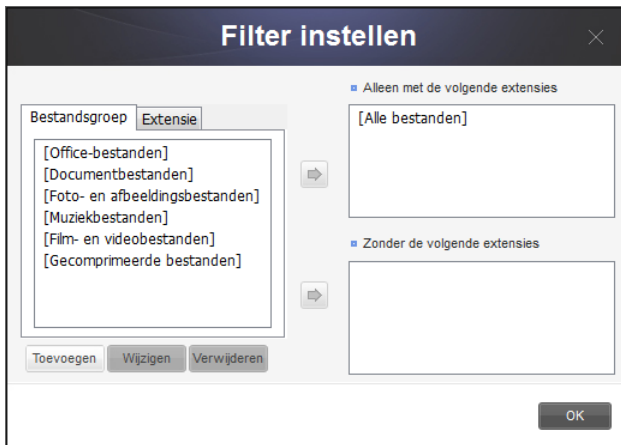 Filter instellen
Alleen met de volgende extensies
Bestandsgroep
Extensie
[Alle bestanden]
[Office-bestanden]
[Documentbestanden]
[Foto- en afbeeldingsbestanden]
[Muziekbestanden]
[Film- en videobestanden]
[Gecomprimeerde bestanden]
Zonder de volgende extensies
Toevoegen
Wijzigen
Verwijderen
OK